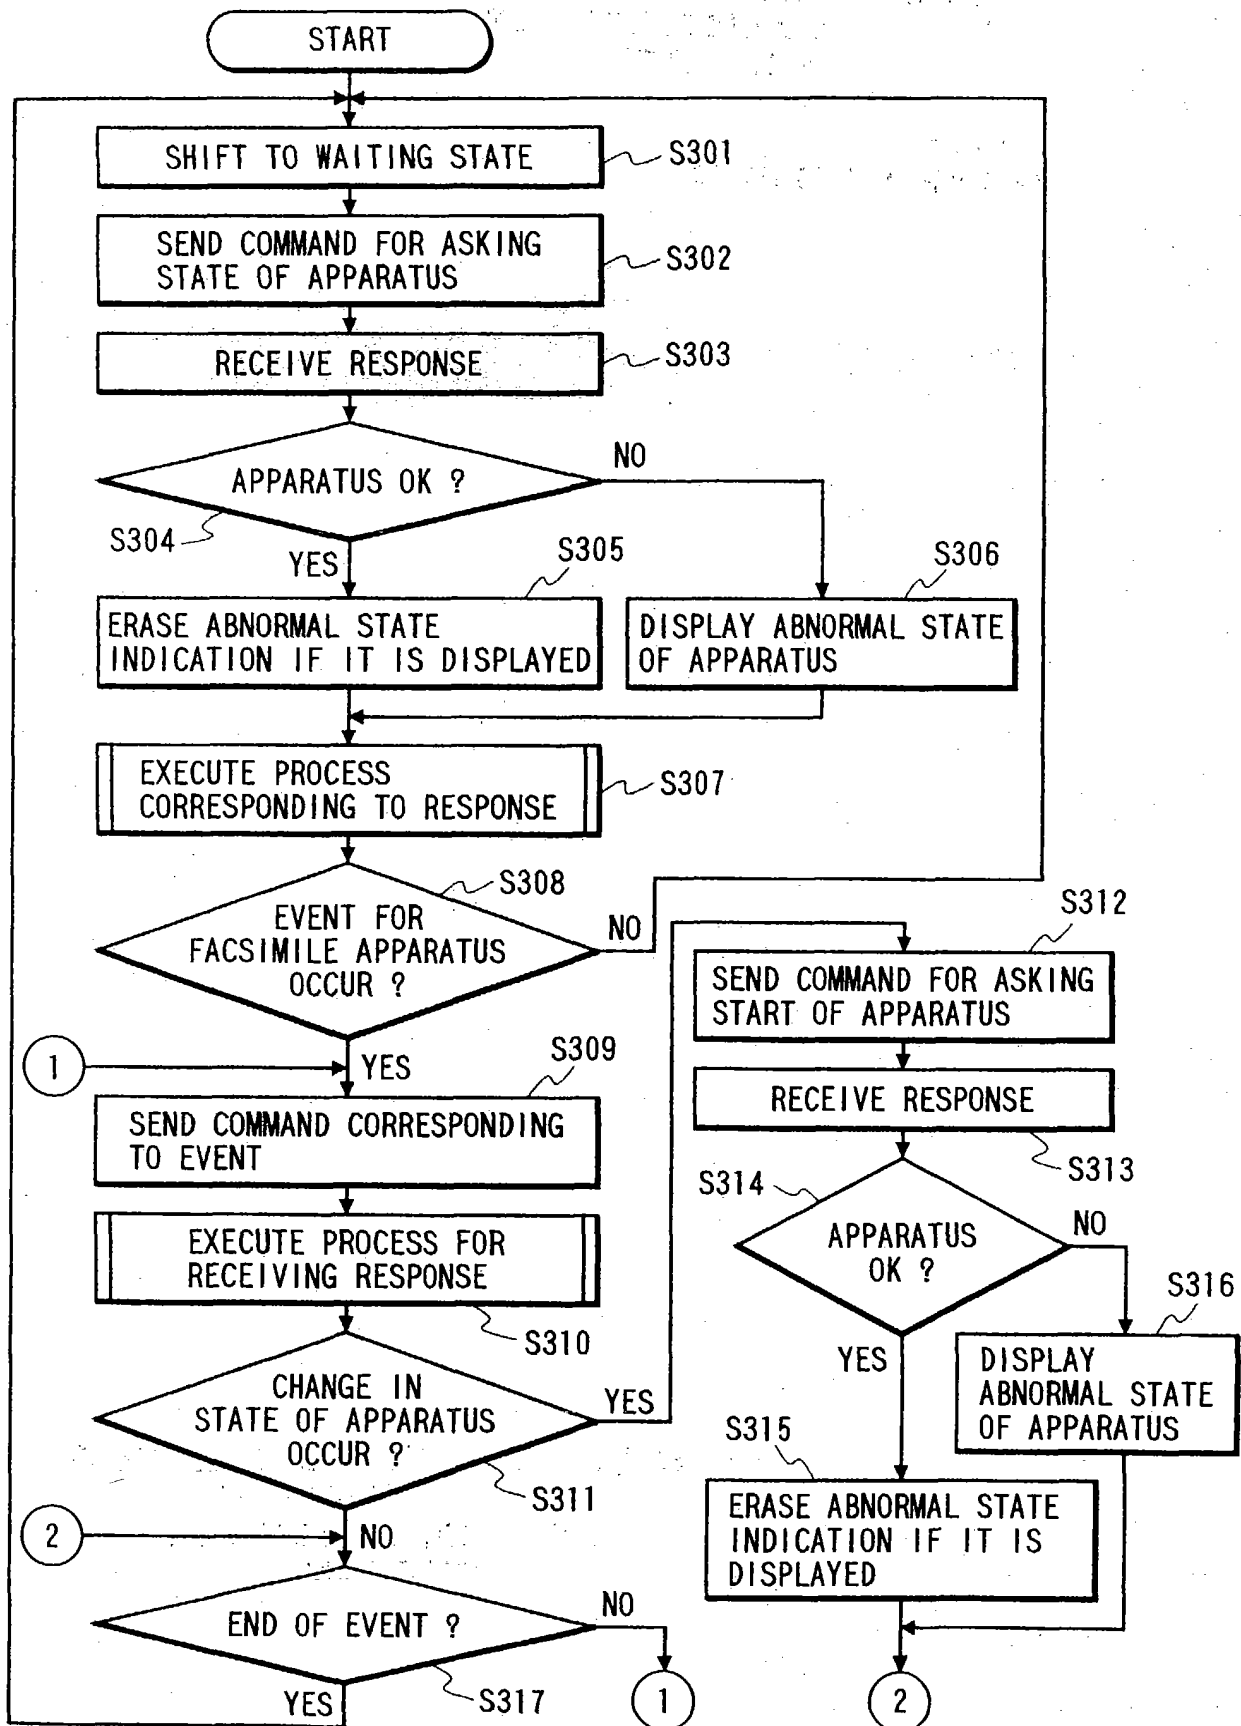 START
SHIFT TO WAITING STATE
S301
SEND COMMAND FOR ASKING
STATE OF APPARATUS
S302
RECEIVE RESPONSE
S303
APPARATUS OK ?
NO
S304
YES
S305
ERASE ABNORMAL STATE
INDICATION IF IT IS DISPLAYED
S306
DISPLAY ABNORMAL STATE
OF APPARATUS
EXECUTE PROCESS
CORRESPONDING TO RESPONSE
S307
S308
EVENT FOR
FACSIMILE APPARATUS
OCCUR ?
NO
1
YES
S309
SEND COMMAND CORRESPONDING
TO EVENT
EXECUTE PROCESS FOR
RECEIVING RESPONSE
S310
CHANGE IN
STATE OF APPARATUS
OCCUR ?
YES
S311
2
NO
END OF EVENT ?
NO
1
S317
YES
S312
SEND COMMAND FOR ASKING
START OF APPARATUS
RECEIVE RESPONSE
S313
S314
APPARATUS
OK ?
NO
YES
S316
DISPLAY
ABNORMAL STATE
OF APPARATUS
S315
ERASE ABNORMAL STATE
INDICATION IF IT IS
DISPLAYED
2